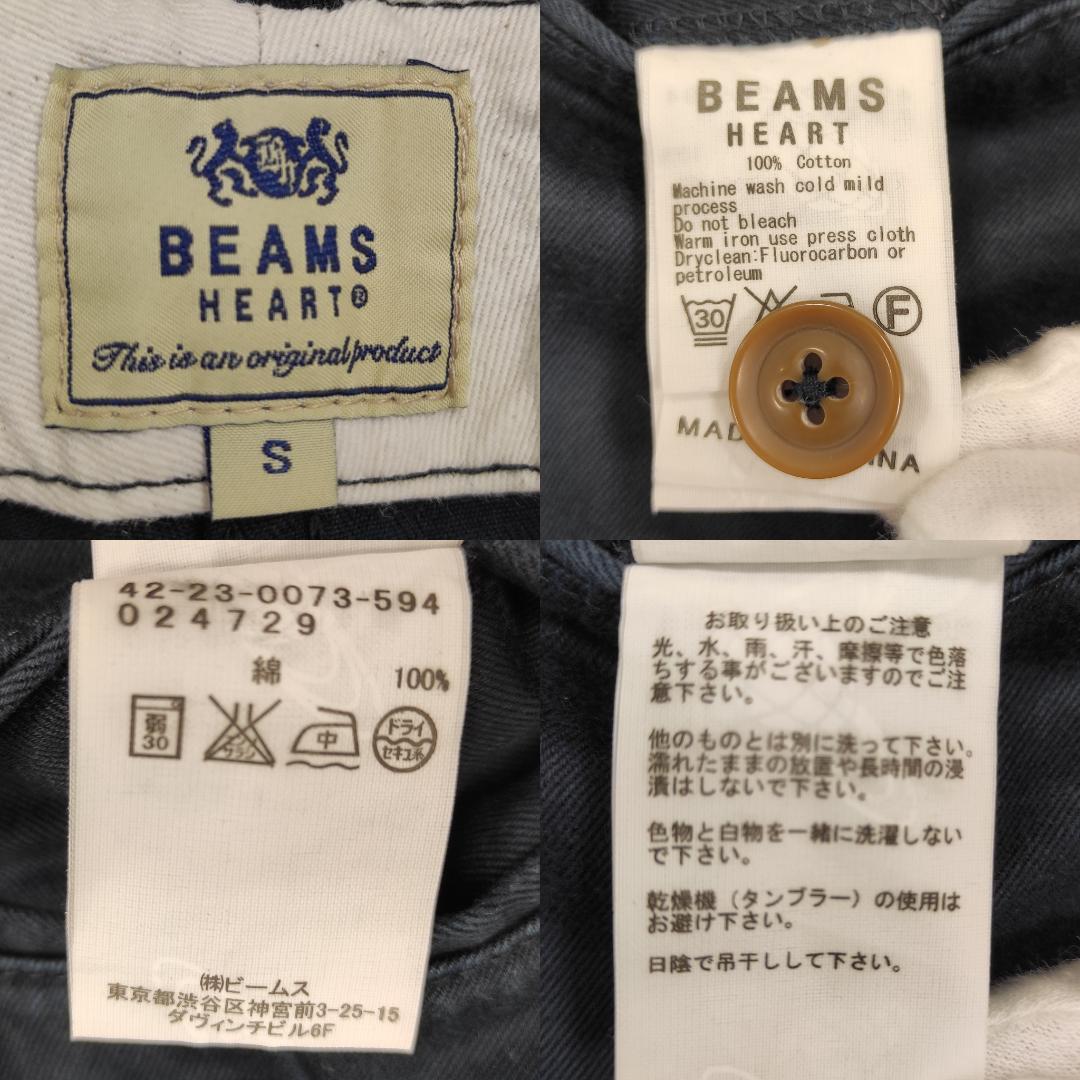 BH
BEAMS
HEART®
This is an original product
S
BEAMS
HEART
100% Cotton
Machine wash cold mild
process
Do not bleach
Warm iron use press cloth
Dryclean:Fluorocarbon or
petroleum
30 F
42-23-0073-594
024729
綿 100%
弱 中 ドライ
30 セキユ系
(株)ビームス
東京都渋谷区神宮前3-25-15
ダヴィンチビル6F
お取り扱い上のご注意
光、水、雨、汗、摩擦等で色落
ちする事がございますのでご注
意下さい。
他のものとは別に洗って下さい。
濡れたままの放置や長時間の浸
漬はしないで下さい。
色物と白物を一緒に洗濯しない
で下さい。
乾燥機（タンブラー）の使用は
お避け下さい。
日陰で吊干しして下さい。